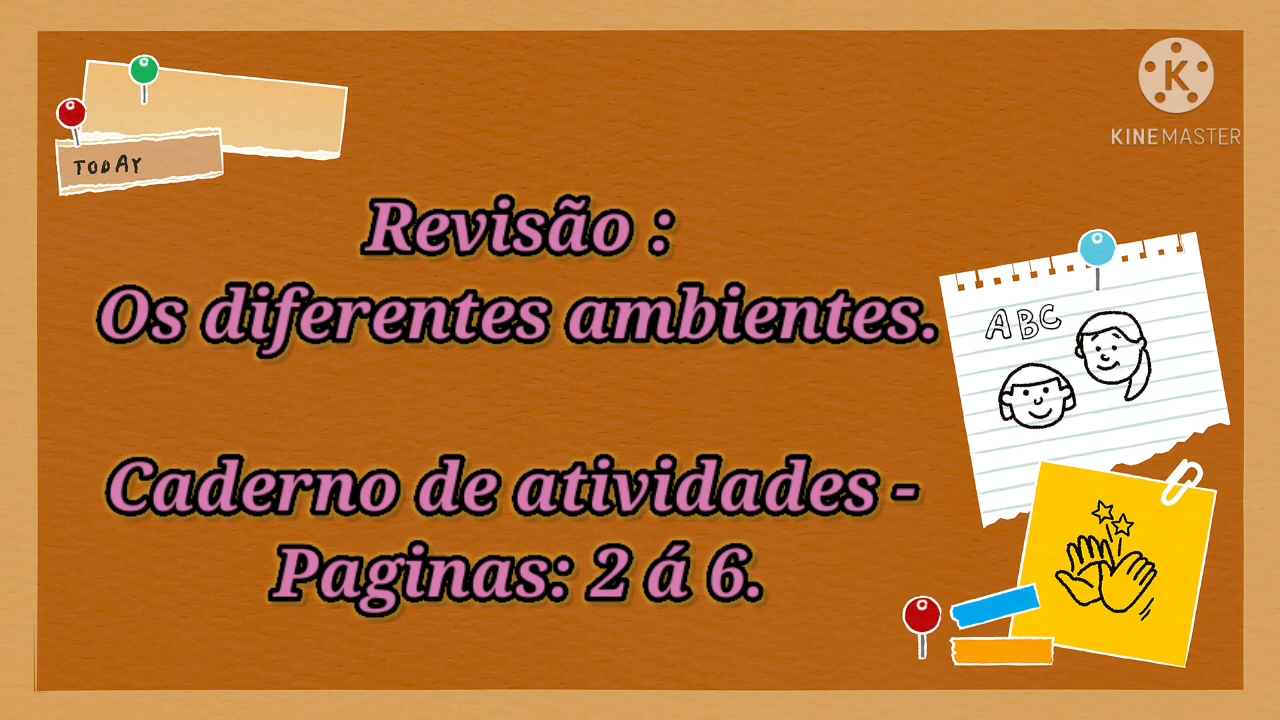 KINEMASTER
TODAY
Revisão :
Os diferentes ambientes.
ABC
Caderno de atividades -
Paginas: 2 á 6.